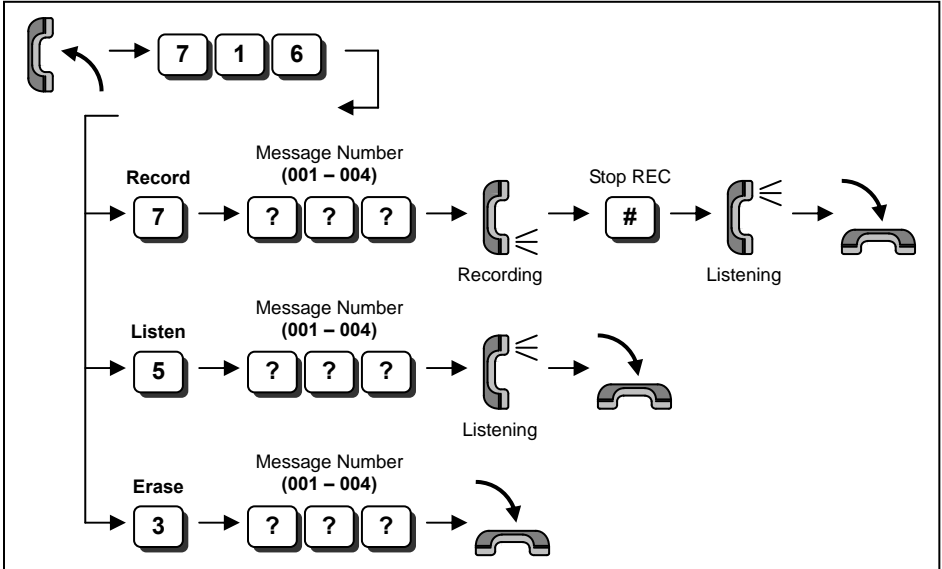 7 1 6
Message Number
(001 – 004)
Record
Stop REC
7 ? ? ? #
Recording
Listening
Message Number
(001 – 004)
Listen
5 ? ? ?
Listening
Message Number
(001 – 004)
Erase
3 ? ? ?